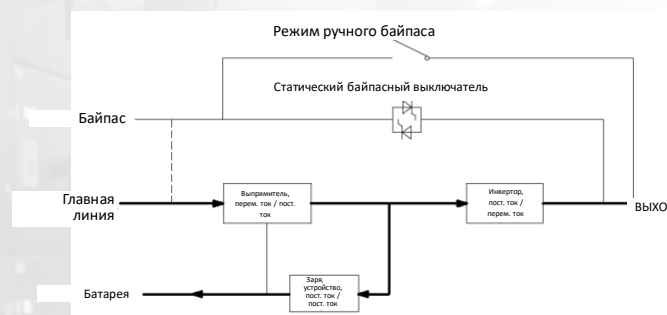 Режим ручного байпаса
Статический байпасный выключатель
Байпас
Главная
линия
Выпрямитель,
перем. ток / пост.
ток
Инвертор,
пост. ток /
перем. ток
ВЫХО
Заря,
устройство,
пост. ток /
пост. ток
Батарея